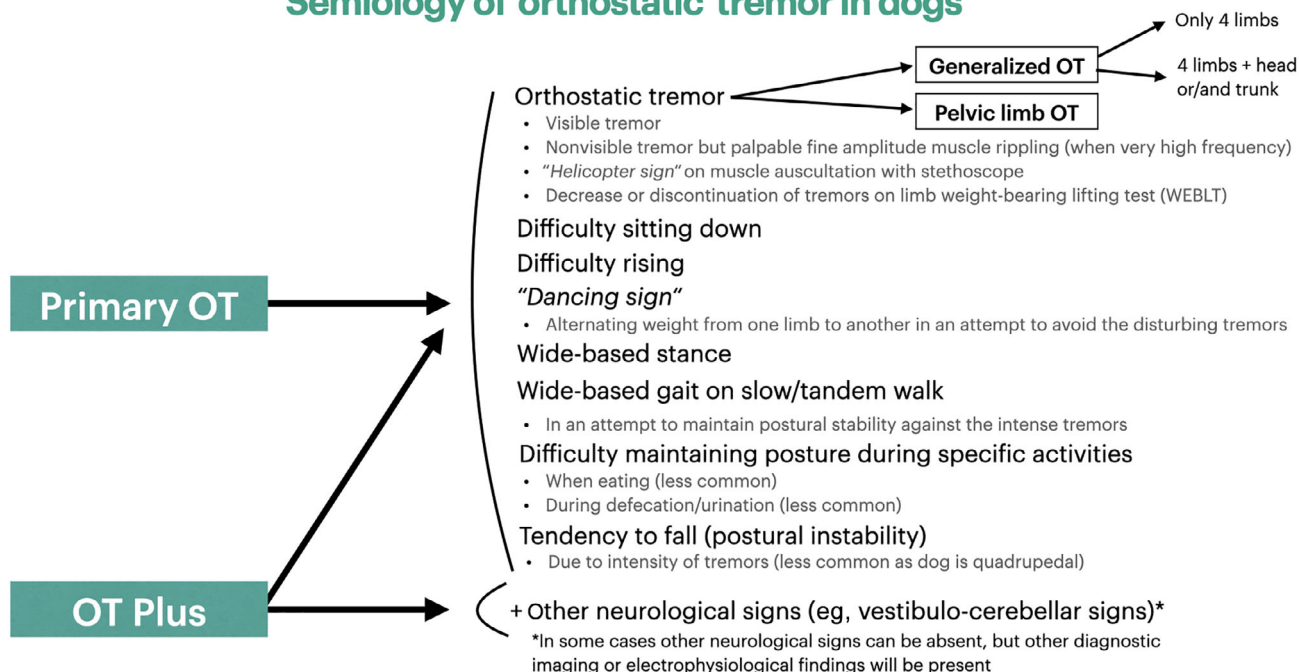 Semiology of orthostatic tremor in dogs
Only 4 limbs
Generalized OT
4 limbs + head
or/and trunk
Orthostatic tremor
Pelvic limb OT
• Visible tremor
• Nonvisible tremor but palpable fine amplitude muscle rippling (when very high frequency)
• “Helicopter sign“ on muscle auscultation with stethoscope
• Decrease or discontinuation of tremors on limb weight-bearing lifting test (WEBLT)
Difficulty sitting down
Difficulty rising
“Dancing sign“
• Alternating weight from one limb to another in an attempt to avoid the disturbing tremors
Primary OT
Wide-based stance
Wide-based gait on slow/tandem walk
• In an attempt to maintain postural stability against the intense tremors
Difficulty maintaining posture during specific activities
• When eating (less common)
• During defecation/urination (less common)
Tendency to fall (postural instability)
• Due to intensity of tremors (less common as dog is quadrupedal)
OT Plus
+ Other neurological signs (eg, vestibulo-cerebellar signs)*
*In some cases other neurological signs can be absent, but other diagnostic
imaging or electrophysiological findings will be present